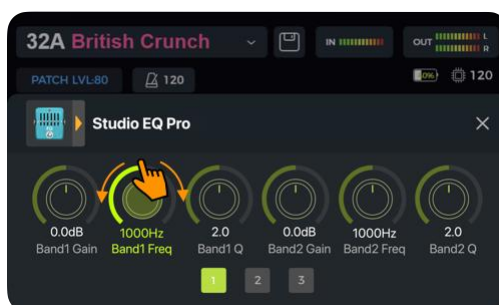 32A British Crunch
IN
OUT
L
R
PATCH LVL:80
120
120
Studio EQ Pro
0.0dB
1000Hz
2.0
0.0dB
1000Hz
2.0
Band1 Gain
Band1 Freq
Band1 Q
Band2 Gain
Band2 Freq
Band2 Q
1
2
3